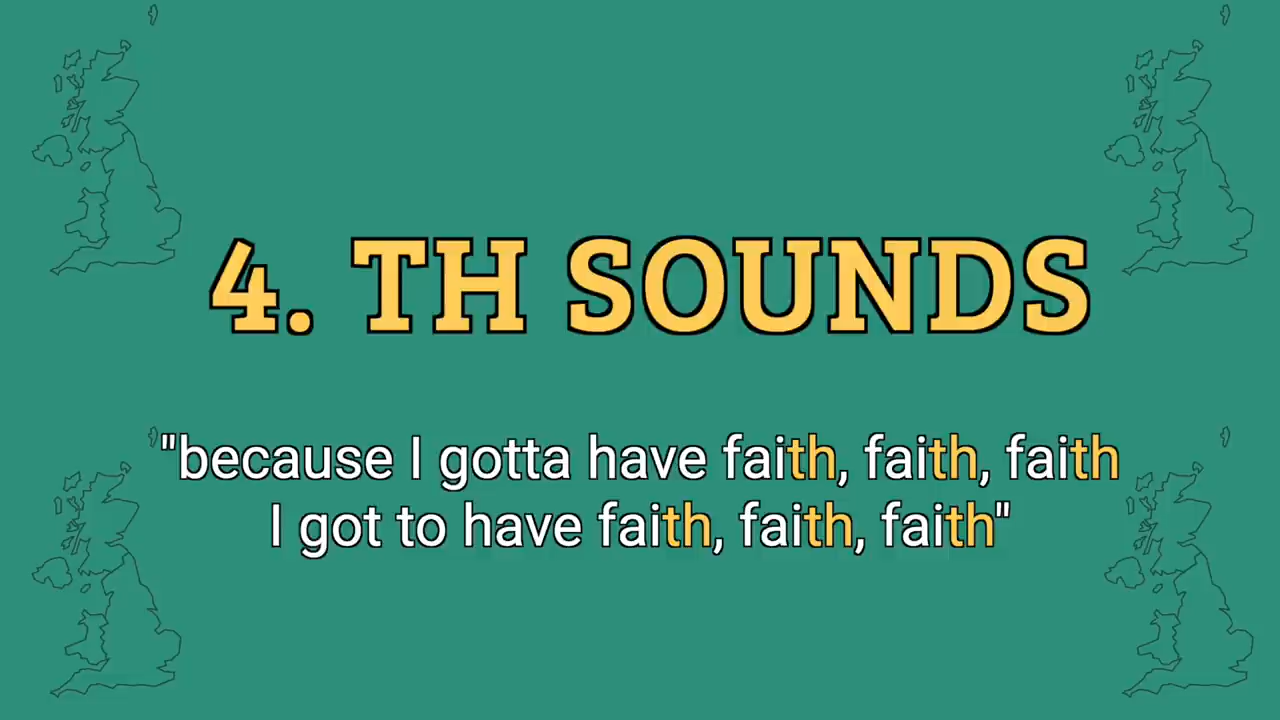 4. TH SOUNDS
"because I gotta have faith, faith, faith
I got to have faith, faith, faith"